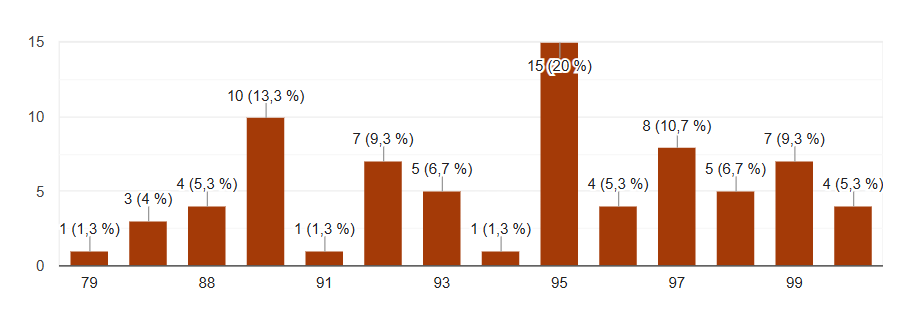 15
10
5
0
1 (1,3 %)
3 (4 %)
4 (5,3 %)
10 (13,3 %)
1 (1,3 %)
7 (9,3 %)
5 (6,7 %)
1 (1,3 %)
15 (20 %)
4 (5,3 %)
8 (10,7 %)
5 (6,7 %)
7 (9,3 %)
4 (5,3 %)
79 88 91 93 95 97 99